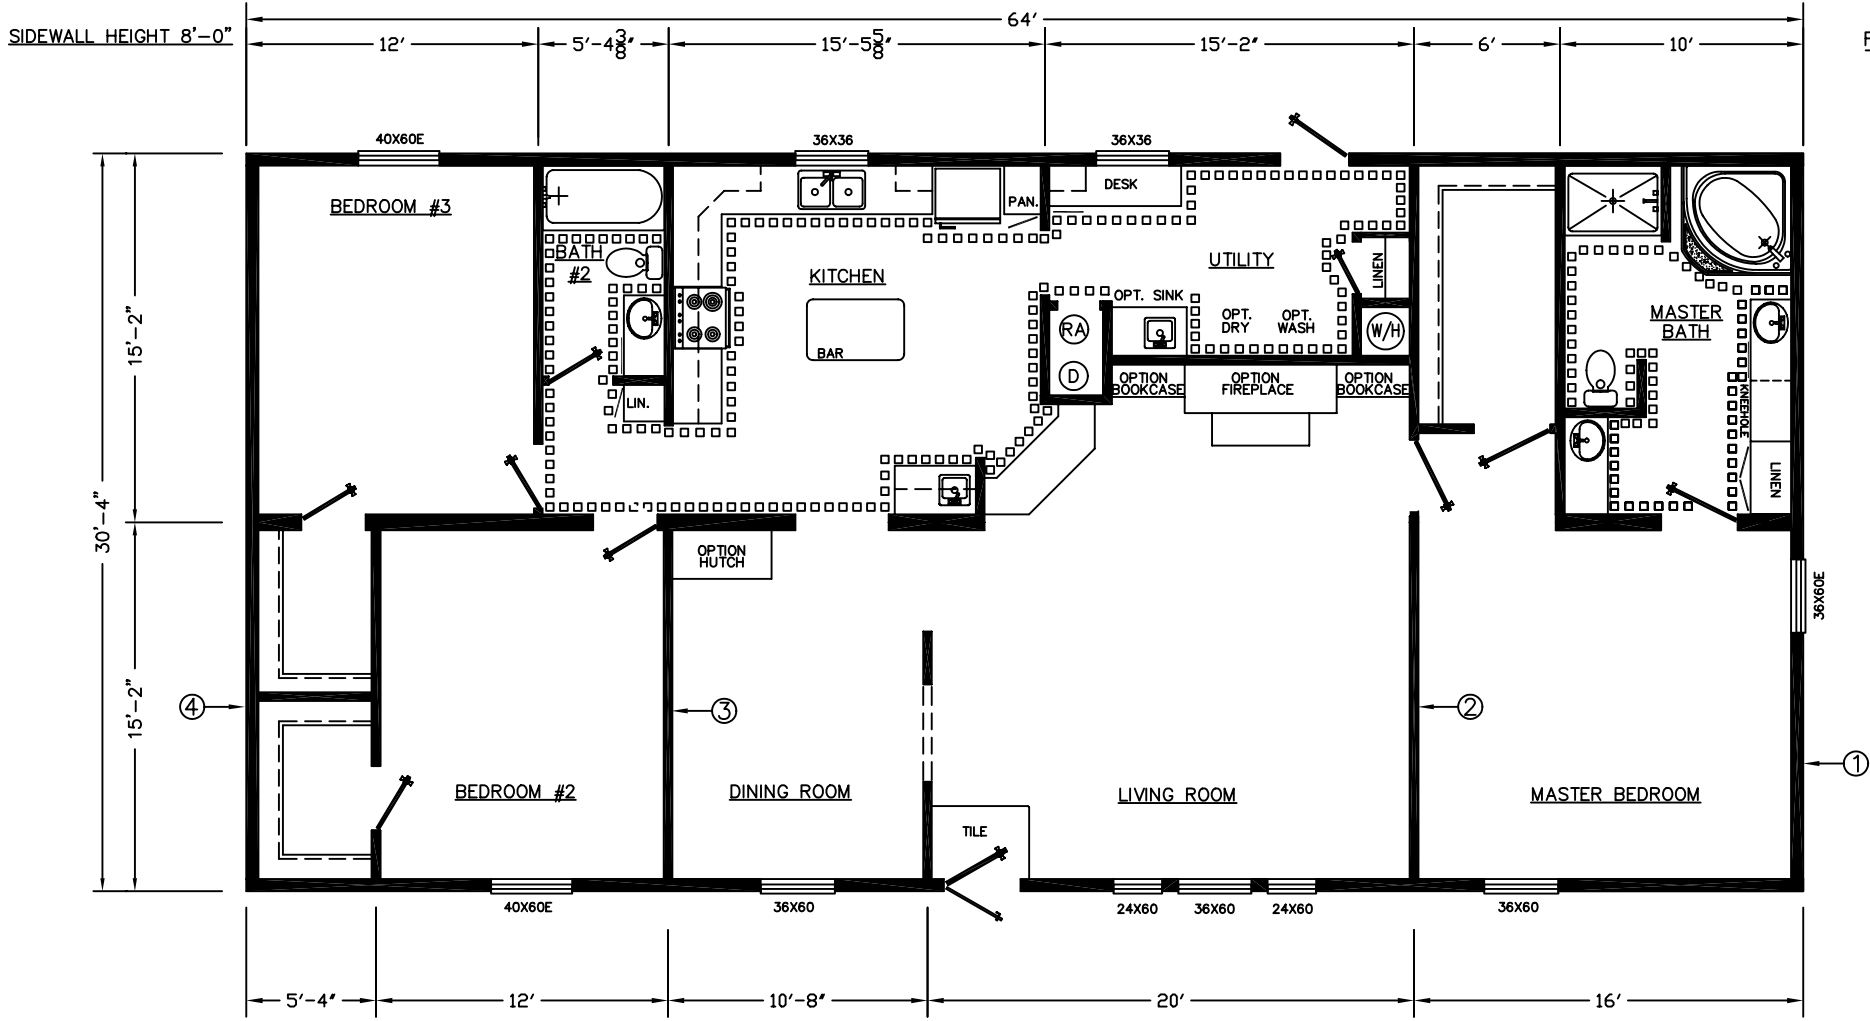 64'
SIDEWALL HEIGHT 8'-0"
12'
5'-4 3/8"
15'-5 5/8"
15'-2"
6'
10'
40X60E
36X36
36X36
BEDROOM #3
DESK
PAN.
BATH
#2
KITCHEN
UTILITY
LINEN
OPT. SINK
OPT.
DRY
OPT.
WASH
RA
W/H
MASTER
BATH
BAR
D
OPTION
BOOKCASE
OPTION
FIREPLACE
OPTION
BOOKCASE
LIN.
KNEEHOLE
LINEN
15'-2"
30'-4"
15'-2"
OPTION
HUTCH
36X60E
4
3
2
1
BEDROOM #2
DINING ROOM
LIVING ROOM
MASTER BEDROOM
TILE
40X60E
36X60
24X60
36X60
24X60
36X60
5'-4"
12'
10'-8"
20'
16'